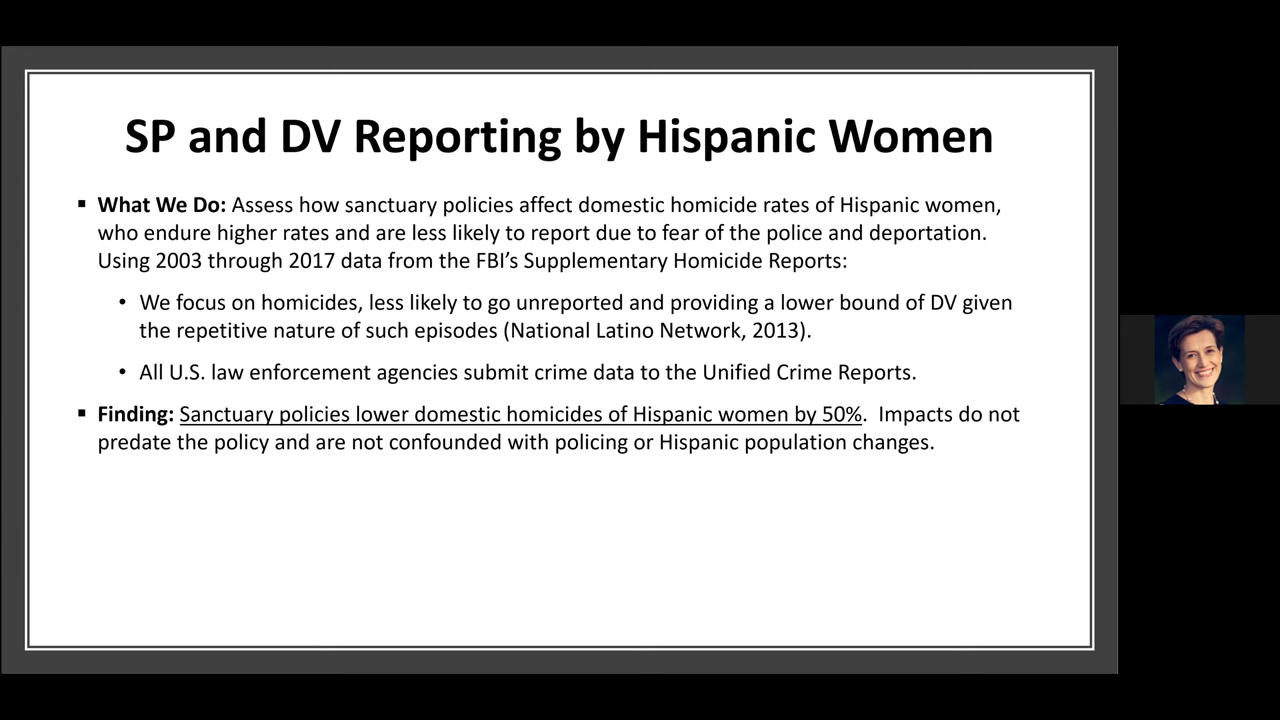 SP and DV Reporting by Hispanic Women
▪ What We Do: Assess how sanctuary policies affect domestic homicide rates of Hispanic women,
who endure higher rates and are less likely to report due to fear of the police and deportation.
Using 2003 through 2017 data from the FBI’s Supplementary Homicide Reports:
• We focus on homicides, less likely to go unreported and providing a lower bound of DV given
the repetitive nature of such episodes (National Latino Network, 2013).
• All U.S. law enforcement agencies submit crime data to the Unified Crime Reports.
▪ Finding: Sanctuary policies lower domestic homicides of Hispanic women by 50%. Impacts do not
predate the policy and are not confounded with policing or Hispanic population changes.